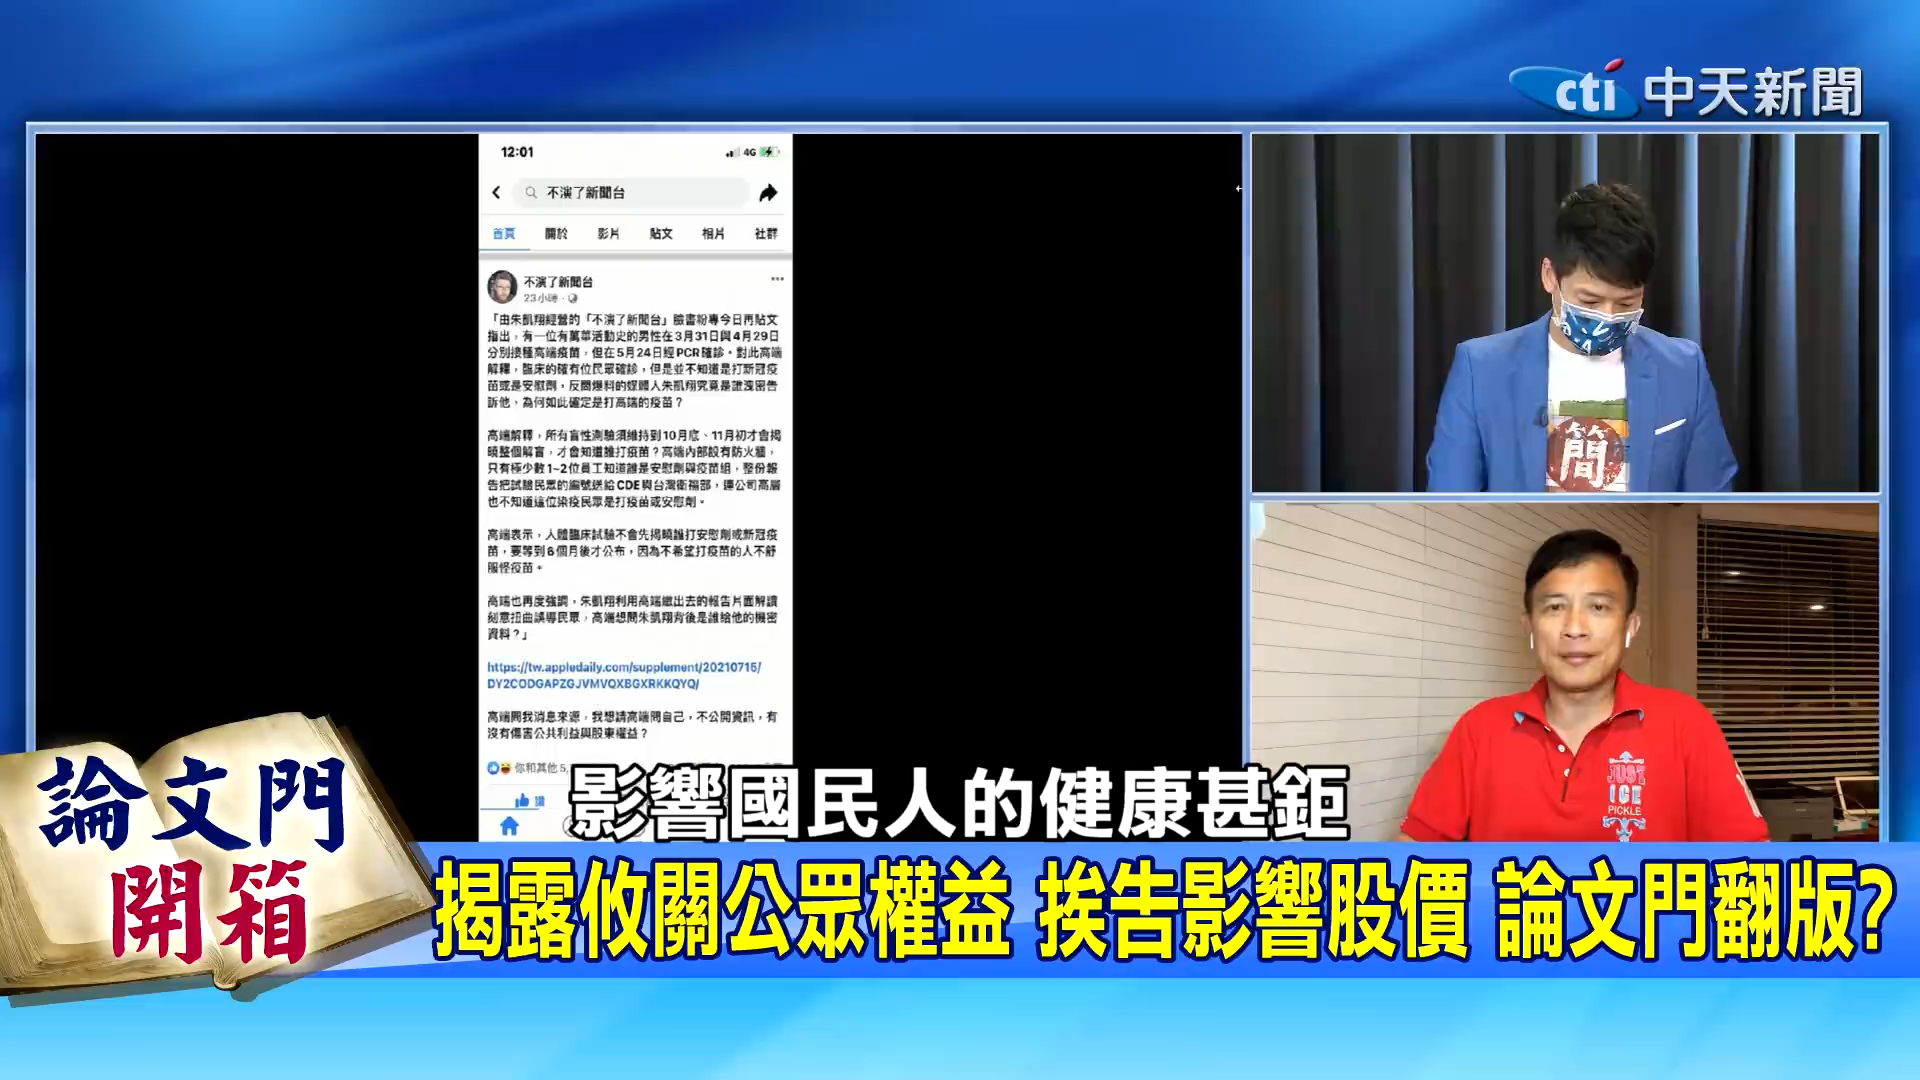 cti 中天新聞
12:01
4G
不演了新聞台
首頁 關於 影片 貼文 相片 社群
不演了新聞台
23小時
「由朱凱翔經營的「不演了新聞台」臉書粉專今日再貼文
指出，有一位有萬華活動史的男性在3月31日與4月29日
分別接種高端疫苗，但在5月24日經PCR確診。對此高端
解釋，臨床的確有位民眾確診，但是並不知道是打新冠疫
苗或是安慰劑，反問爆料的媒體人朱凱翔究竟是誰洩密告
訴他，為何如此確定是打高端的疫苗？
高端解釋，所有盲性測驗須維持到10月底、11月初才會揭
曉整個解盲，才會知道誰打疫苗？高端內部設有防火牆，
只有極少數1~2位員工知道誰是安慰劑與疫苗組，整份報
告把試驗民眾的編號送給CDE與台灣衛福部，連公司高層
也不知道這位染疫民眾是打疫苗或安慰劑。
高端表示，人體臨床試驗不會先揭曉誰打安慰劑或新冠疫
苗，要等到6個月後才公布，因為不希望打疫苗的人不舒
服怪疫苗。
高端也再度強調，朱凱翔利用高端繳出去的報告片面解讀
刻意扭曲誤導民眾，高端想問朱凱翔背後是誰給他的機密
資料？」
https://tw.appledaily.com/supplement/20210715/
DY2CODGAPZGJVMVQXBGXRKKQYQ/
高端問我消息來源，我想請高端問自己，不公開資訊，有
沒有傷害公共利益與股東權益？
你和其他5,
讚
簡
JUST
ICE
PICKLE
影響國民人的健康甚鉅
論文門
開箱
揭露攸關公眾權益 挨告影響股價 論文門翻版?